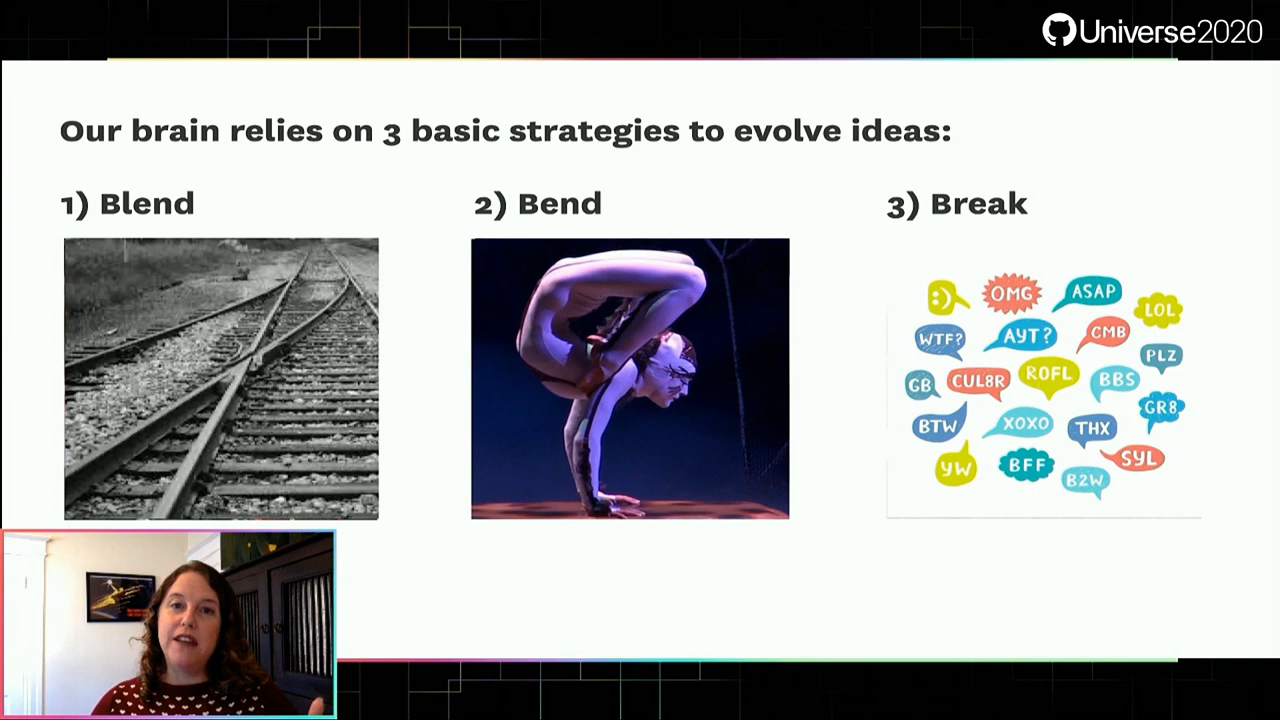 Universe2020
Our brain relies on 3 basic strategies to evolve ideas:
1) Blend
2) Bend
3) Break
:)
OMG
ASAP
LOL
WTF?
AYT?
CMB
PLZ
GB
CUL8R
ROFL
BBS
GR8
BTW
XOXO
THX
SYL
YW
BFF
B2W